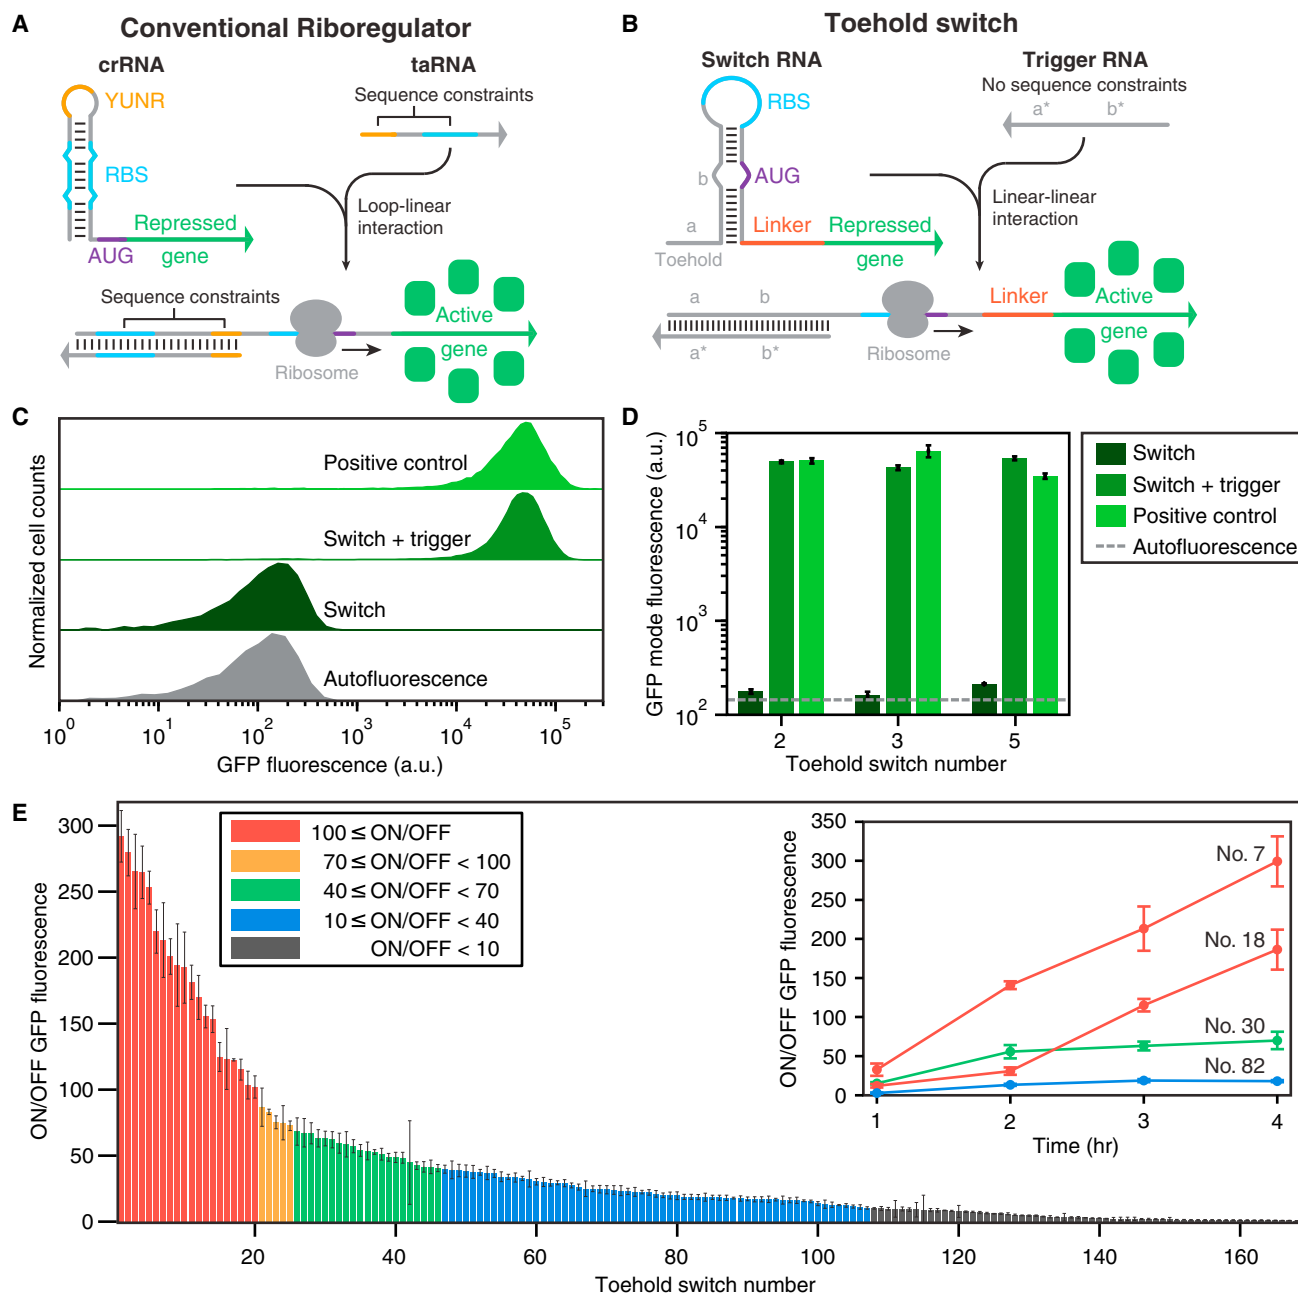 A
Conventional Riboregulator
crRNA
taRNA
YUNR
Sequence constraints
RBS
Loop-linear
interaction
Repressed
gene
AUG
Sequence constraints
Active
gene
Ribosome
B
Toehold switch
Switch RNA
Trigger RNA
No sequence constraints
a* b*
RBS
b
AUG
Linear-linear
interaction
a
Linker
Repressed
gene
Toehold
a b
Linker
Active
gene
a* b*
Ribosome
C
Normalized cell counts
Positive control
Switch + trigger
Switch
Autofluorescence
10^0 10^1 10^2 10^3 10^4 10^5
GFP fluorescence (a.u.)
D
GFP mode fluorescence (a.u.)
10^5
10^4
10^3
10^2
2 3 5
Toehold switch number
Switch
Switch + trigger
Positive control
Autofluorescence
E
ON/OFF GFP fluorescence
300
250
200
150
100
50
0
20 40 60 80 100 120 140 160
Toehold switch number
100 ≤ ON/OFF
70 ≤ ON/OFF < 100
40 ≤ ON/OFF < 70
10 ≤ ON/OFF < 40
ON/OFF < 10
ON/OFF GFP fluorescence
350
300
250
200
150
100
50
0
No. 7
No. 18
No. 30
No. 82
1 2 3 4
Time (hr)